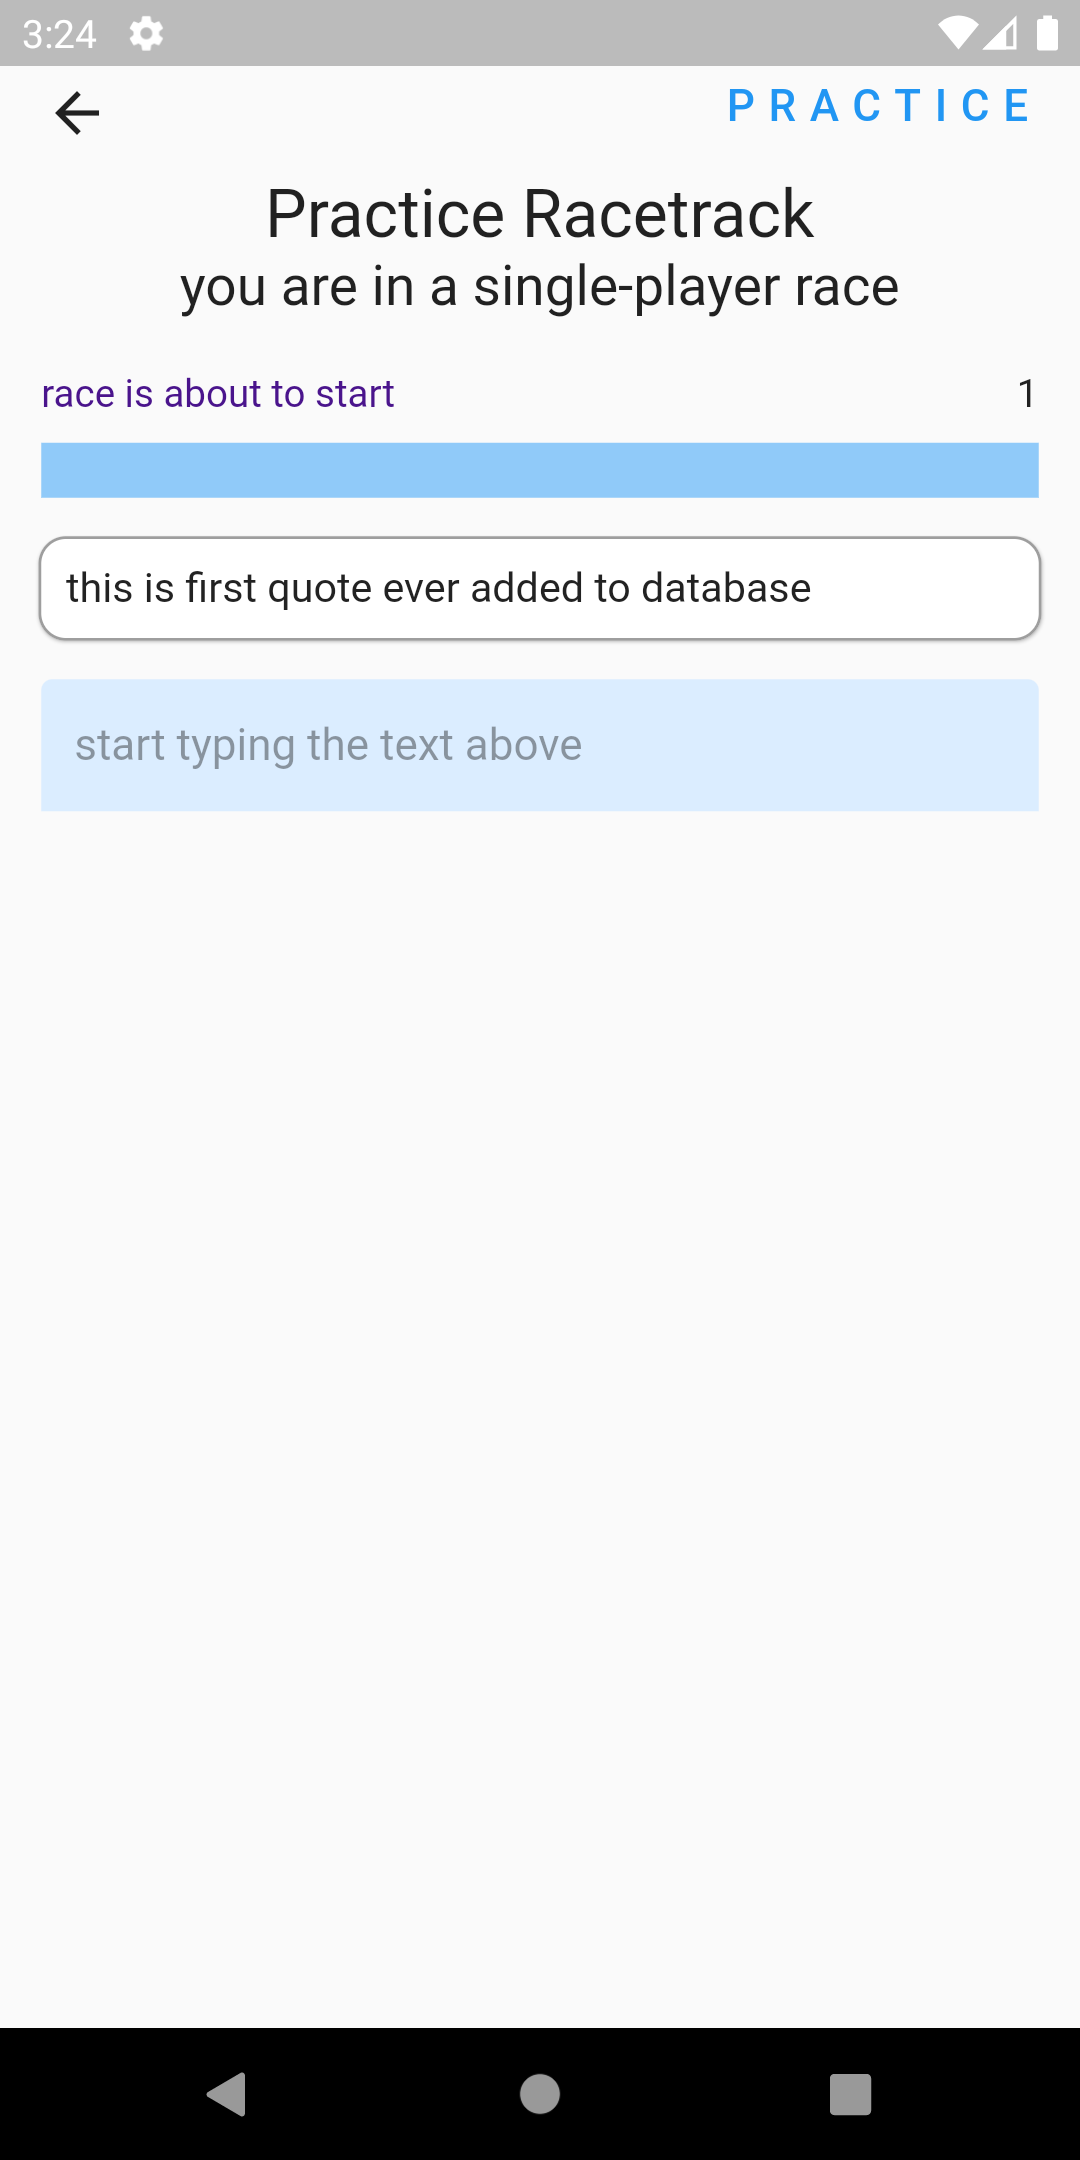 3:24
PRACTICE
Practice Racetrack
you are in a single-player race
race is about to start 1
this is first quote ever added to database
start typing the text above